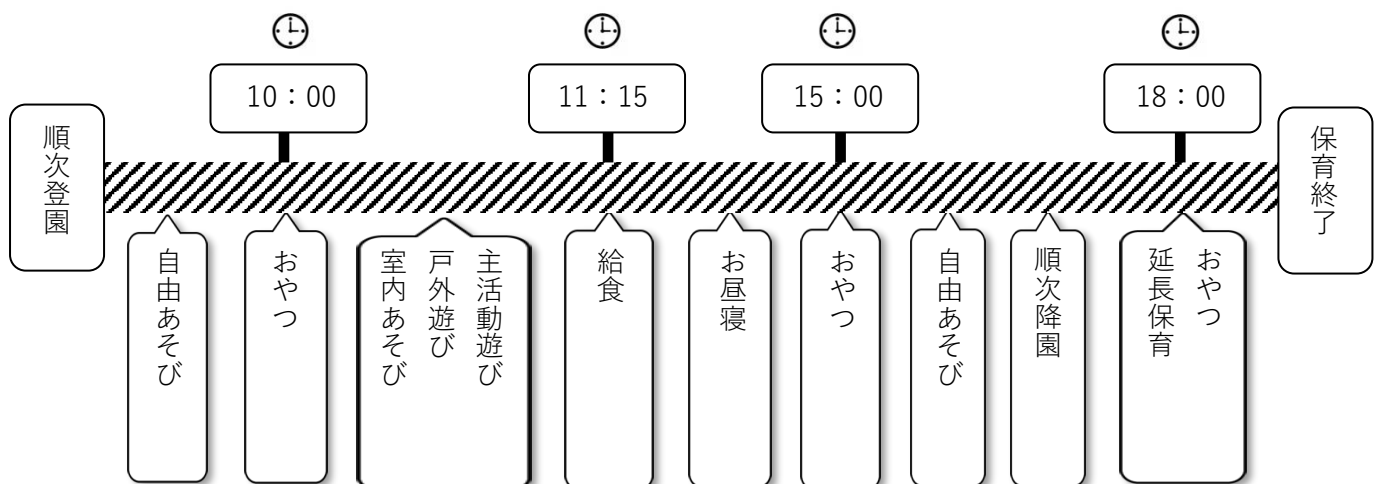 10：00
11：15
15：00
18：00
順次登園
自由あそび
おやつ
主活動遊び
戸外遊び
室内あそび
給食
お昼寝
おやつ
自由あそび
順次降園
おやつ
延長保育
保育終了